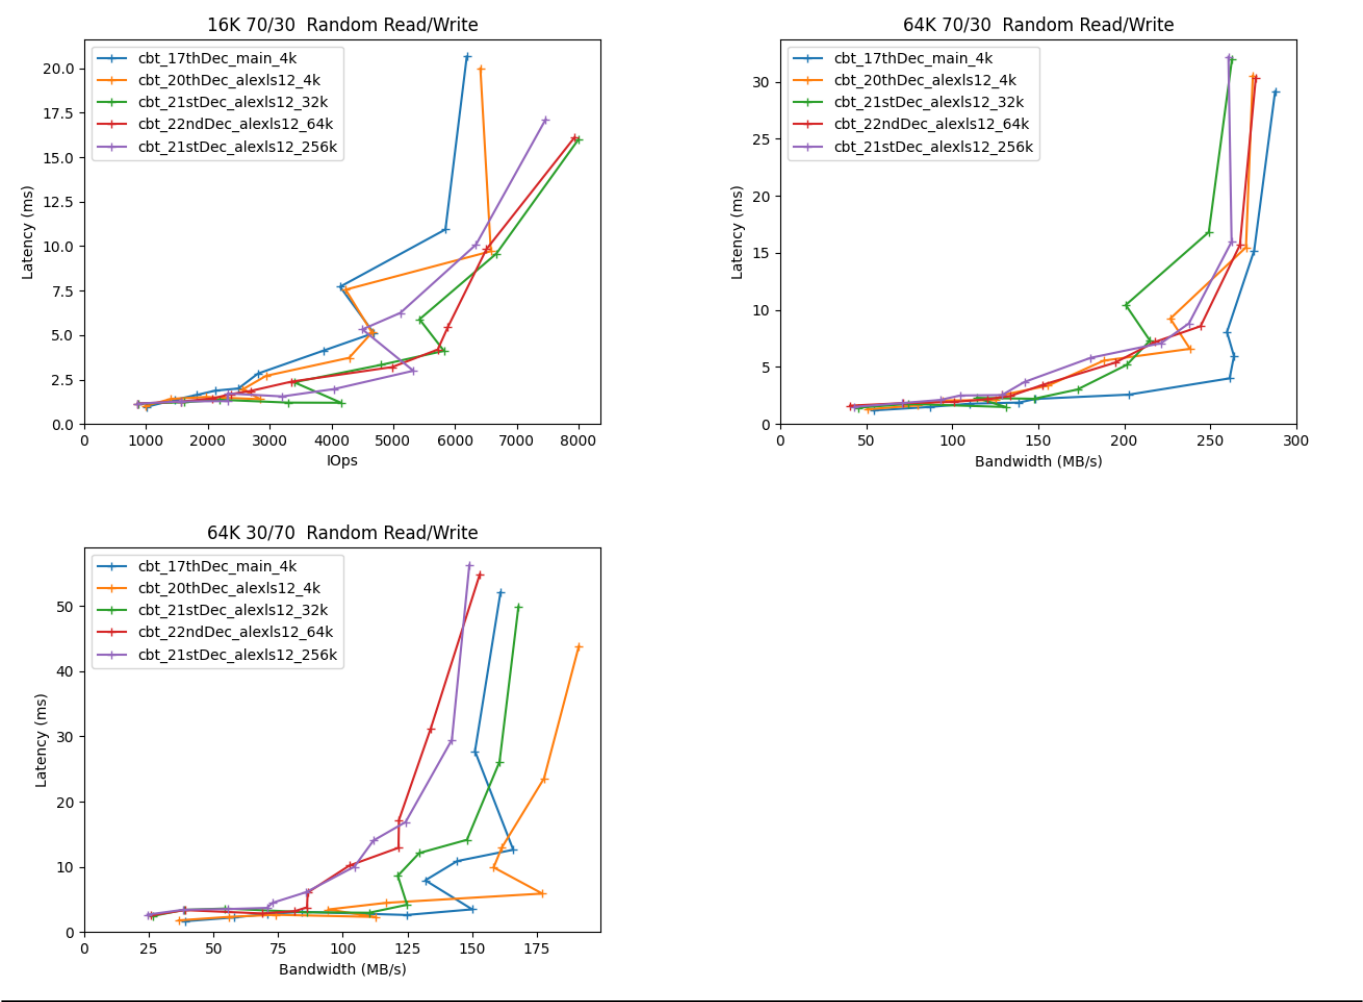 16K 70/30  Random Read/Write
cbt_17thDec_main_4k
cbt_20thDec_alexls12_4k
cbt_21stDec_alexls12_32k
cbt_22ndDec_alexls12_64k
cbt_21stDec_alexls12_256k
Latency (ms)
20.0
17.5
15.0
12.5
10.0
7.5
5.0
2.5
0.0
0 1000 2000 3000 4000 5000 6000 7000 8000
IOps
64K 70/30  Random Read/Write
cbt_17thDec_main_4k
cbt_20thDec_alexls12_4k
cbt_21stDec_alexls12_32k
cbt_22ndDec_alexls12_64k
cbt_21stDec_alexls12_256k
Latency (ms)
30
25
20
15
10
5
0
0 50 100 150 200 250 300
Bandwidth (MB/s)
64K 30/70  Random Read/Write
cbt_17thDec_main_4k
cbt_20thDec_alexls12_4k
cbt_21stDec_alexls12_32k
cbt_22ndDec_alexls12_64k
cbt_21stDec_alexls12_256k
Latency (ms)
50
40
30
20
10
0
0 25 50 75 100 125 150 175
Bandwidth (MB/s)